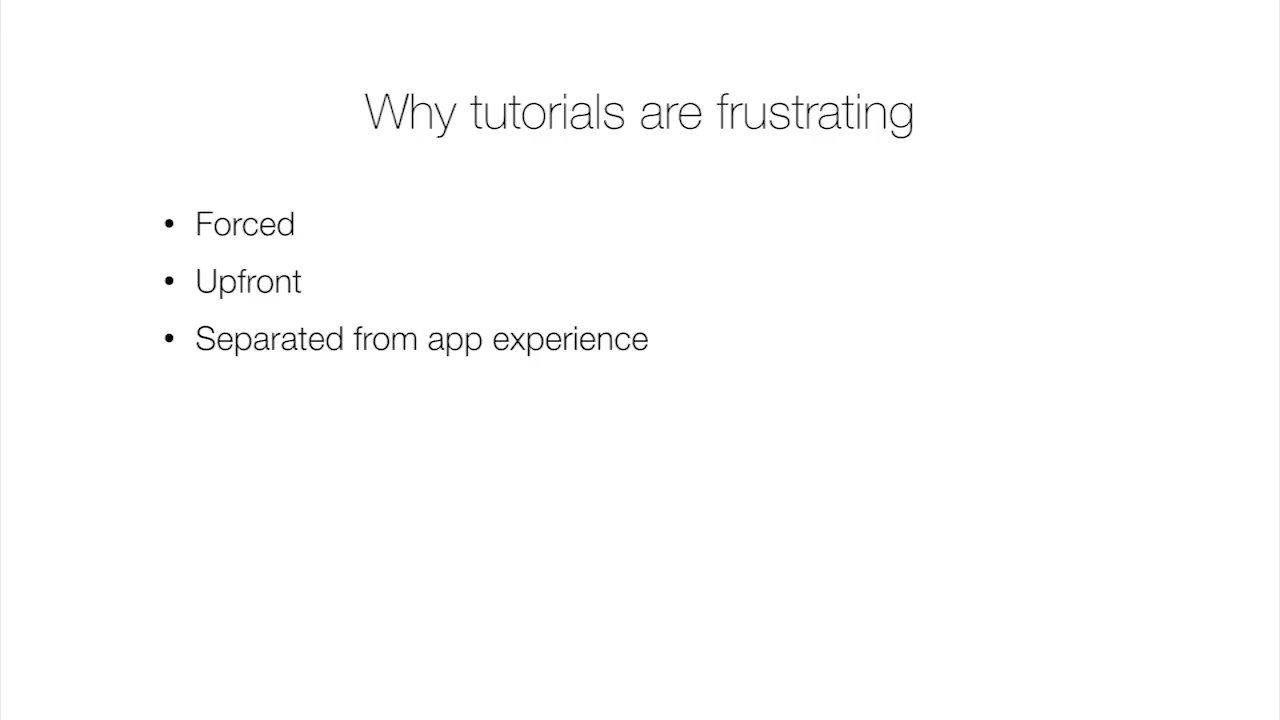 Why tutorials are frustrating
• Forced
• Upfront
• Separated from app experience